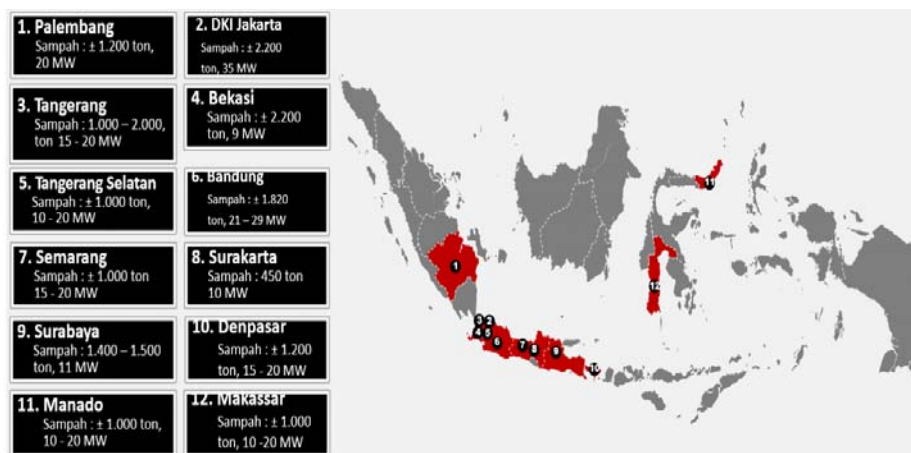 1. Palembang
Sampah : ± 1.200 ton,
20 MW
2. DKI Jakarta
Sampah : ± 2.200
ton, 35 MW
3. Tangerang
Sampah : 1.000 – 2.000,
ton 15 - 20 MW
4. Bekasi
Sampah : ± 2.200
ton, 9 MW
5. Tangerang Selatan
Sampah : ± 1.000 ton,
10 - 20 MW
6. Bandung
Sampah : ± 1.820
ton, 21 – 29 MW
7. Semarang
Sampah : ± 1.000 ton
15 - 20 MW
8. Surakarta
Sampah : 450 ton
10 MW
9. Surabaya
Sampah : 1.400 – 1.500
ton, 11 MW
10. Denpasar
Sampah : ± 1.200
ton, 15 - 20 MW
11. Manado
Sampah : ± 1.000 ton,
10 - 20 MW
12. Makassar
Sampah : ± 1.000
ton, 10 -20 MW
11
1
12
3 2
4 5
6
7
8
9
10